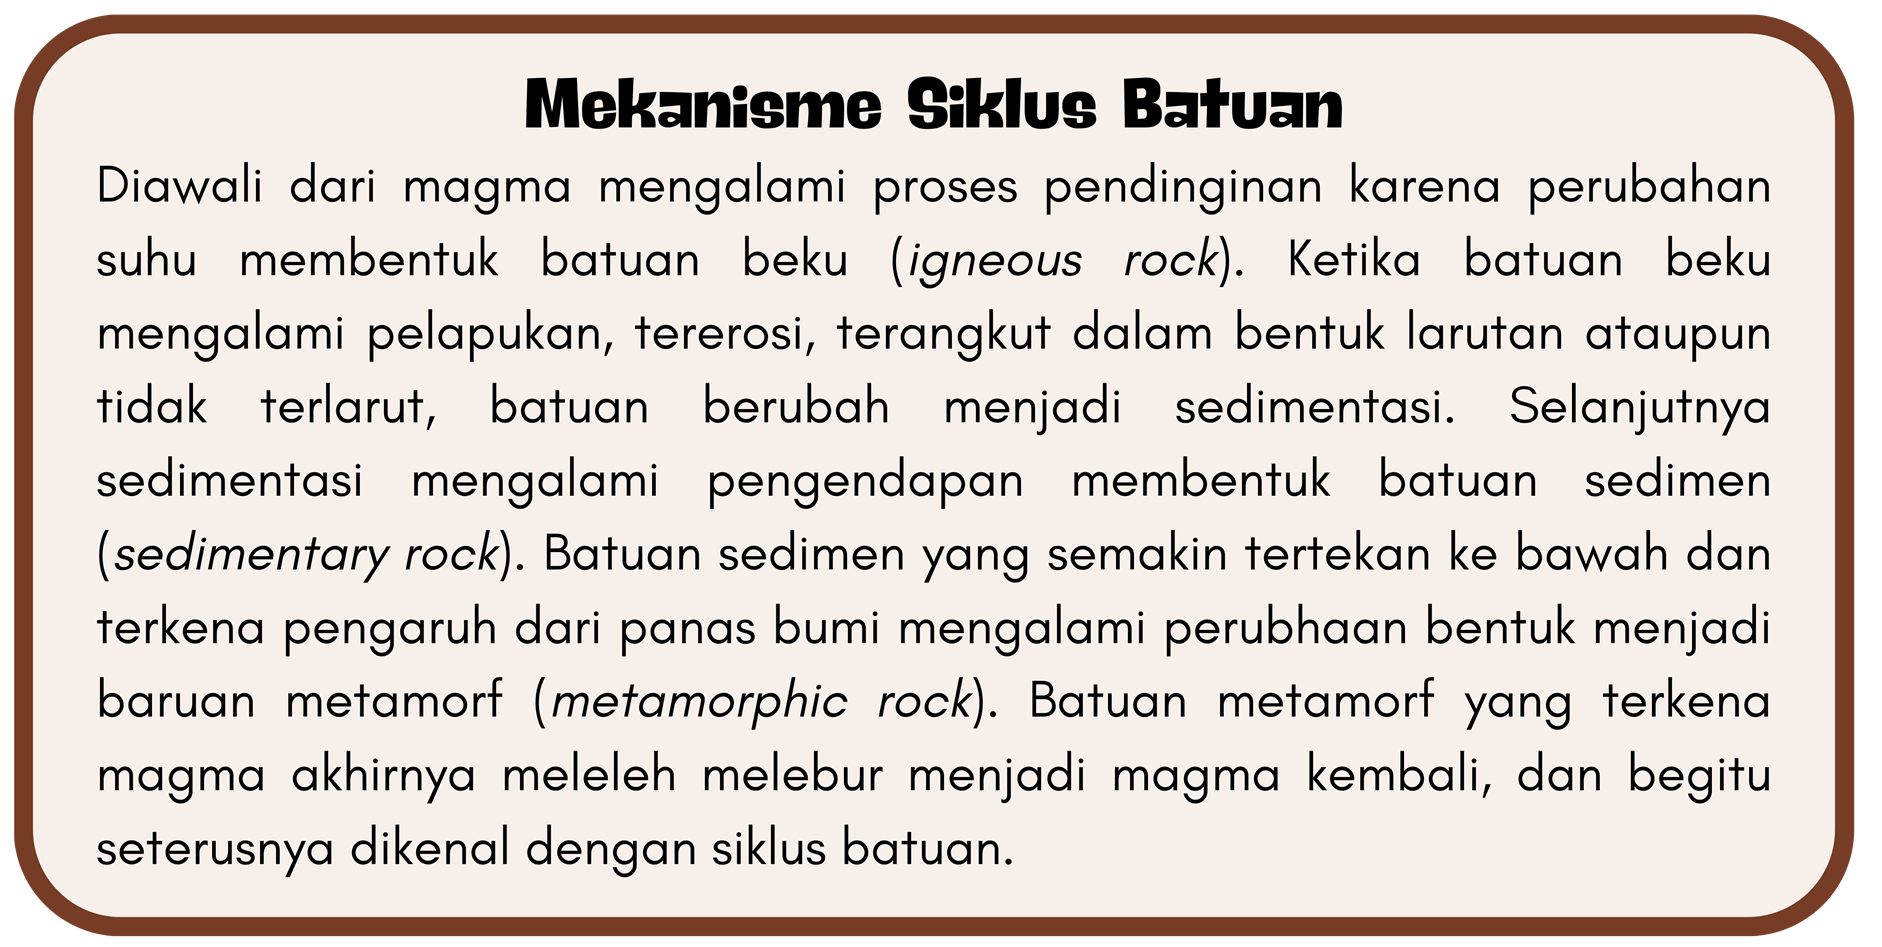 Mekanisme Siklus Batuan
Diawali dari magma mengalami proses pendinginan karena perubahan
suhu membentuk batuan beku (igneous rock). Ketika batuan beku
mengalami pelapukan, tererosi, terangkut dalam bentuk larutan ataupun
tidak terlarut, batuan berubah menjadi sedimentasi. Selanjutnya
sedimentasi mengalami pengendapan membentuk batuan sedimen
(sedimentary rock). Batuan sedimen yang semakin tertekan ke bawah dan
terkena pengaruh dari panas bumi mengalami perubhaan bentuk menjadi
baruan metamorf (metamorphic rock). Batuan metamorf yang terkena
magma akhirnya meleleh melebur menjadi magma kembali, dan begitu
seterusnya dikenal dengan siklus batuan.